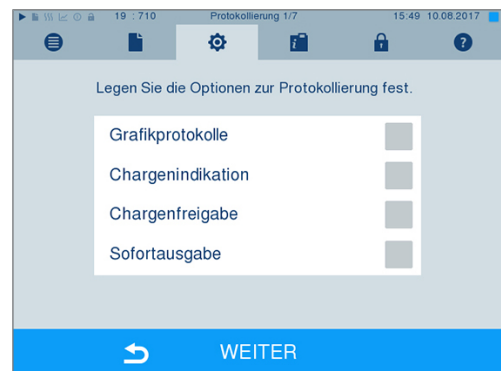 19 : 710 Protokollierung 1/7 15:49 10.08.2017
Legen Sie die Optionen zur Protokollierung fest.
Grafikprotokolle
Chargenindikation
Chargenfreigabe
Sofortausgabe
WEITER